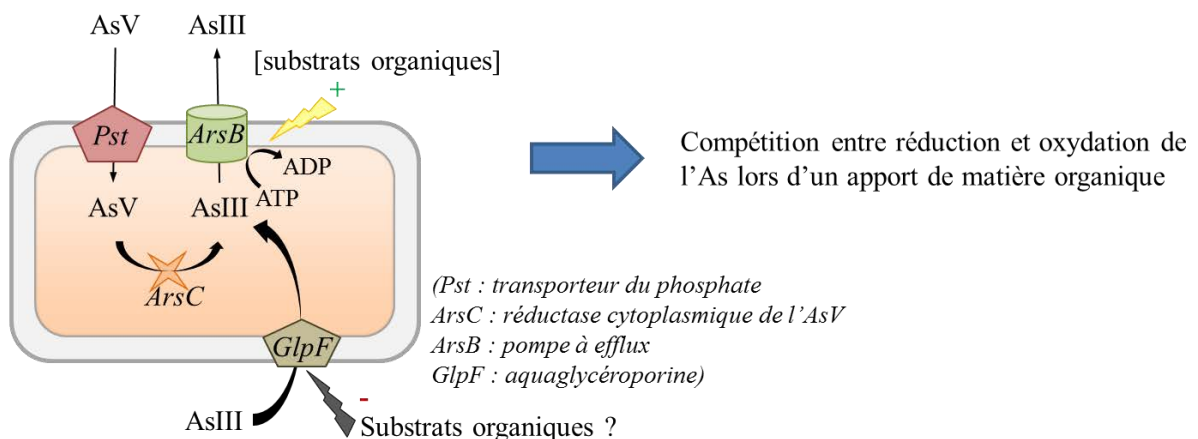 AsV AsIII
[substrats organiques]
+
Pst ArsB
ADP
ATP
AsV AsIII
ArsC
GlpF
AsIII
-
Substrats organiques ?
Compétition entre réduction et oxydation de
l'As lors d'un apport de matière organique
(Pst : transporteur du phosphate
ArsC : réductase cytoplasmique de l'AsV
ArsB : pompe à efflux
GlpF : aquaglycéroporine)